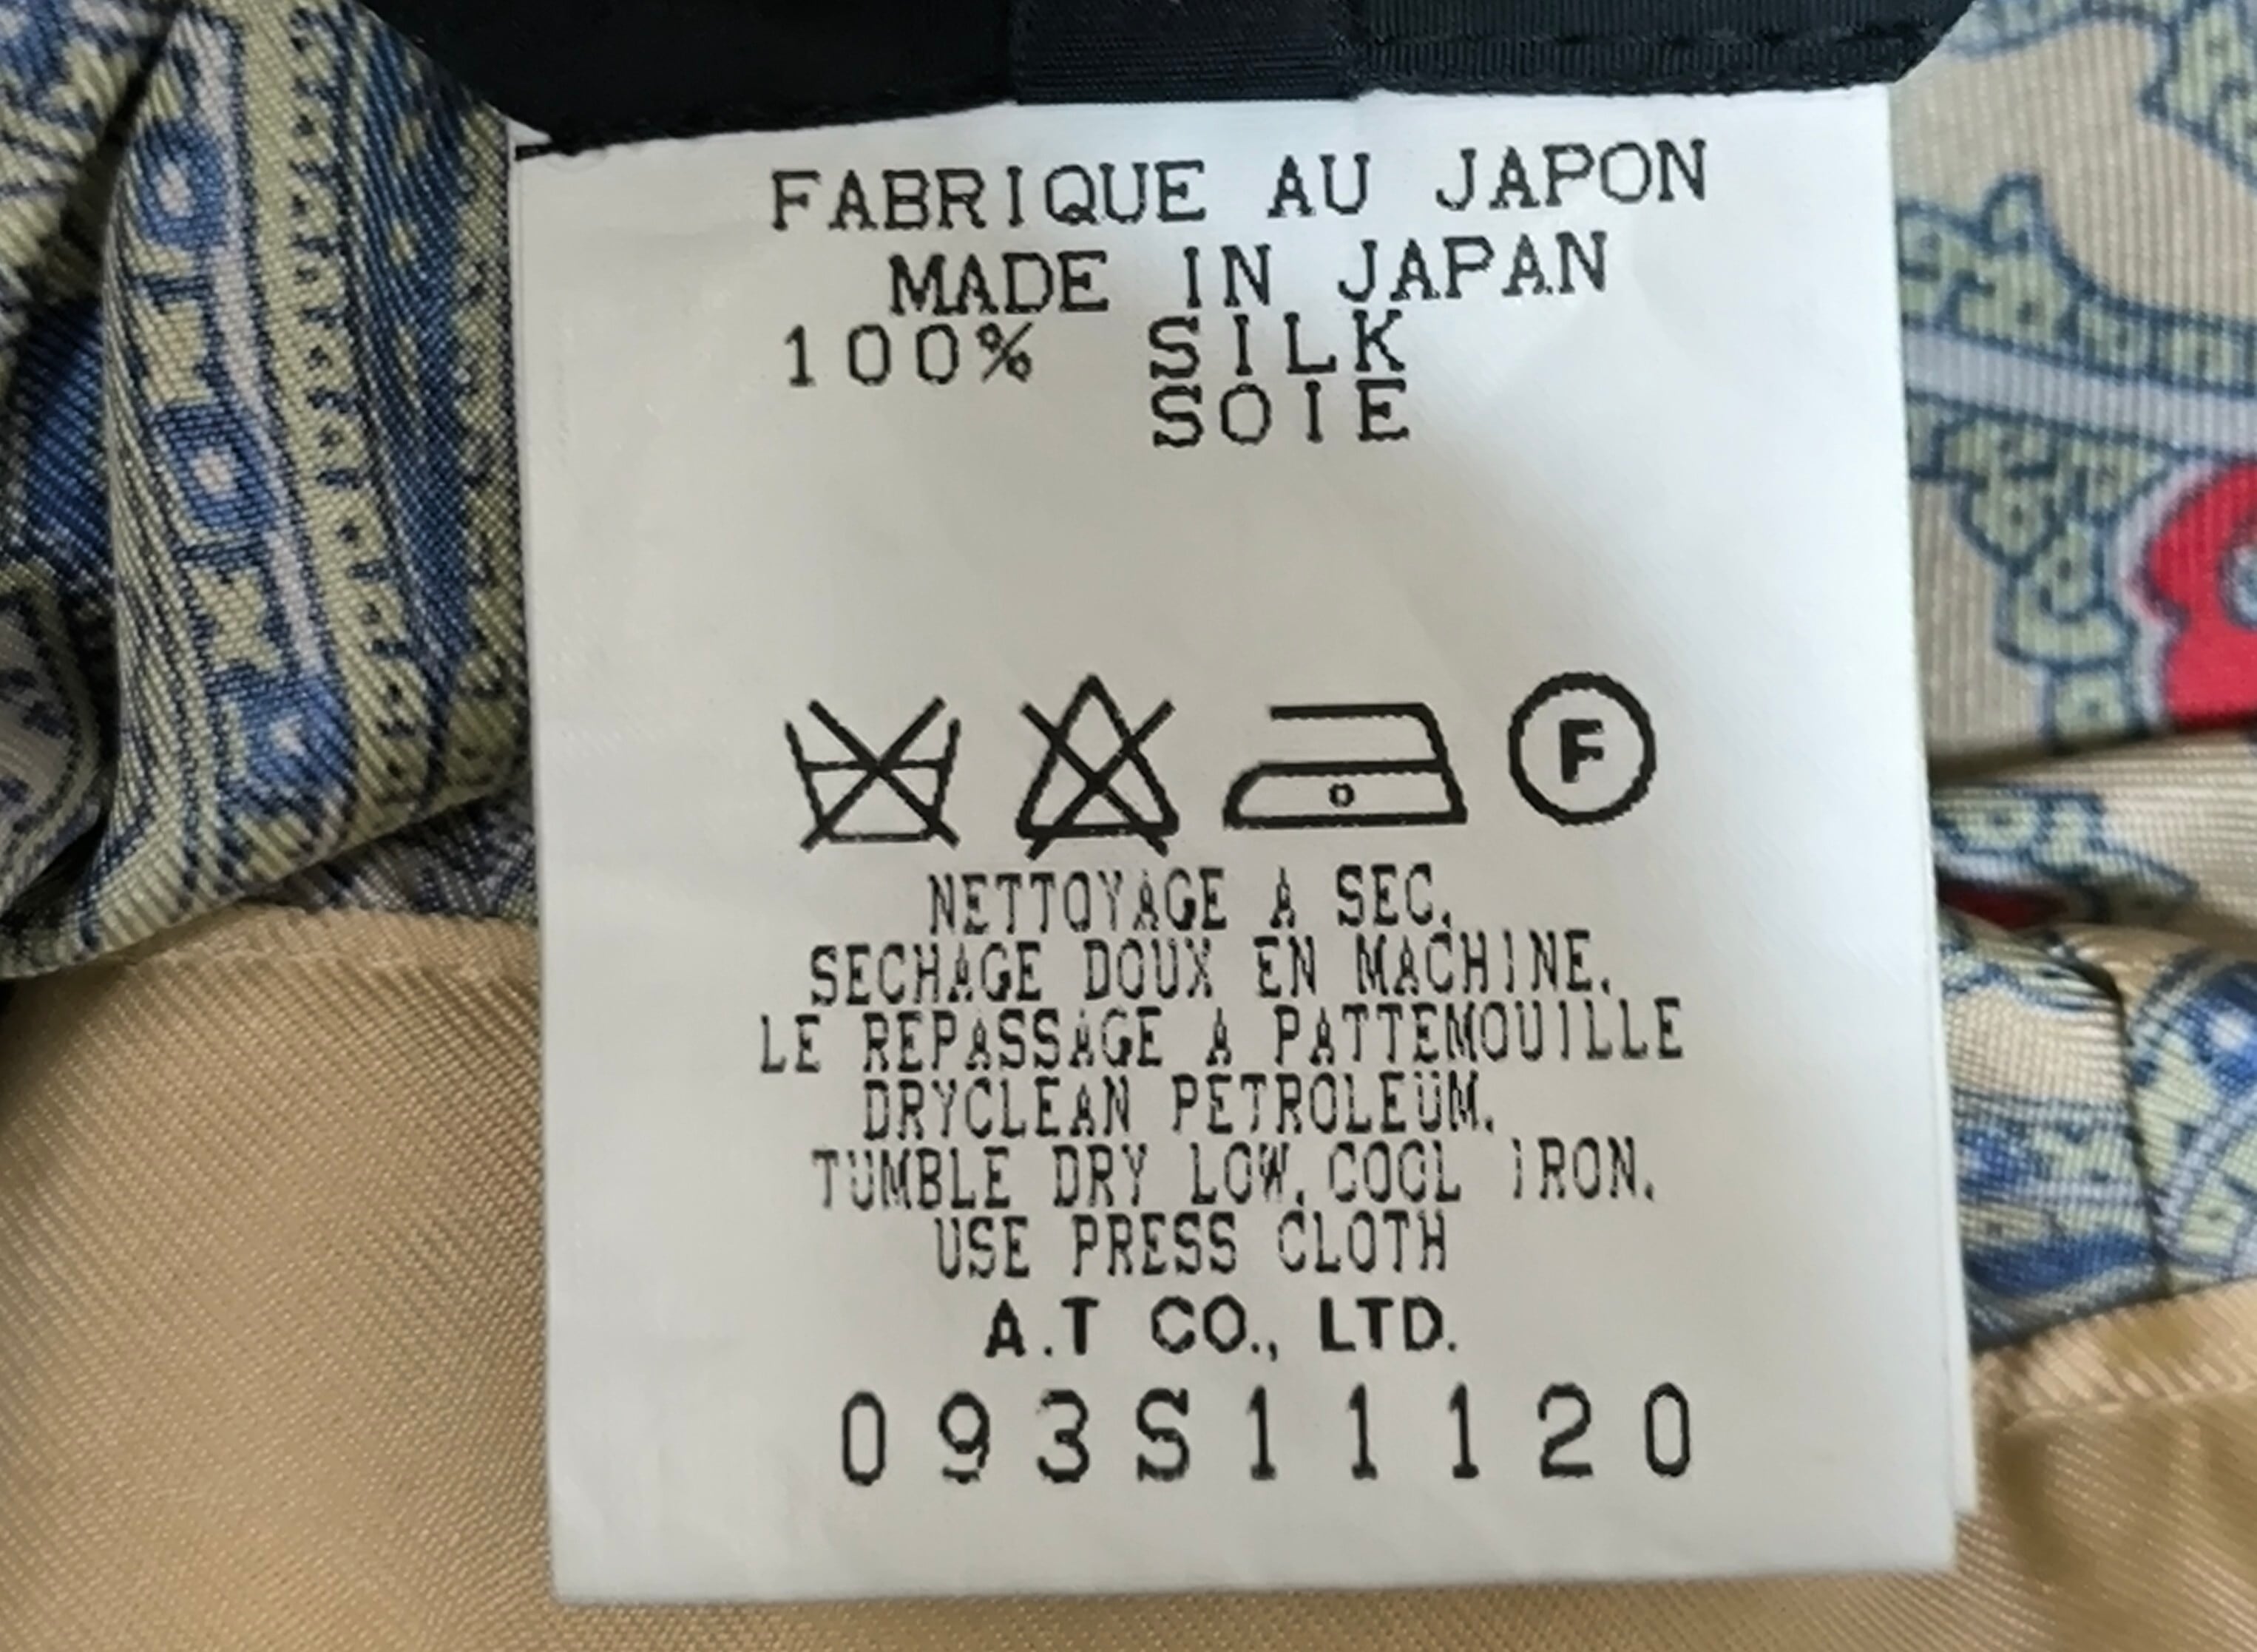 FABRIQUE AU JAPON
MADE IN JAPAN
100% SILK
SOIE
F
NETTOYAGE A SEC.
SECHAGE DOUX EN MACHINE.
LE REPASSAGE A PATTEMOUILLE
DRYCLEAN PETROLEUM.
TUMBLE DRY LOW. COOL IRON.
USE PRESS CLOTH
A.T CO., LTD.
093S11120